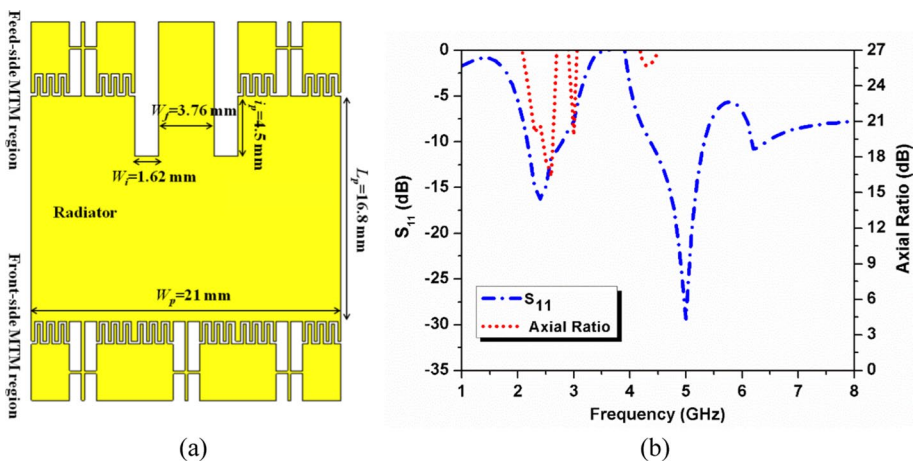 Feed-side MTM region
Front-side MTM region
W_f=3.76 mm
i_p=4.5 mm
W_i=1.62 mm
L_p=16.8 mm
Radiator
W_p=21 mm
(a)
0
-5
-10
-15
-20
-25
-30
-35
S11 (dB)
1 2 3 4 5 6 7 8
Frequency (GHz)
27
24
21
18
15
12
9
6
3
0
Axial Ratio (dB)
S11
Axial Ratio
(b)